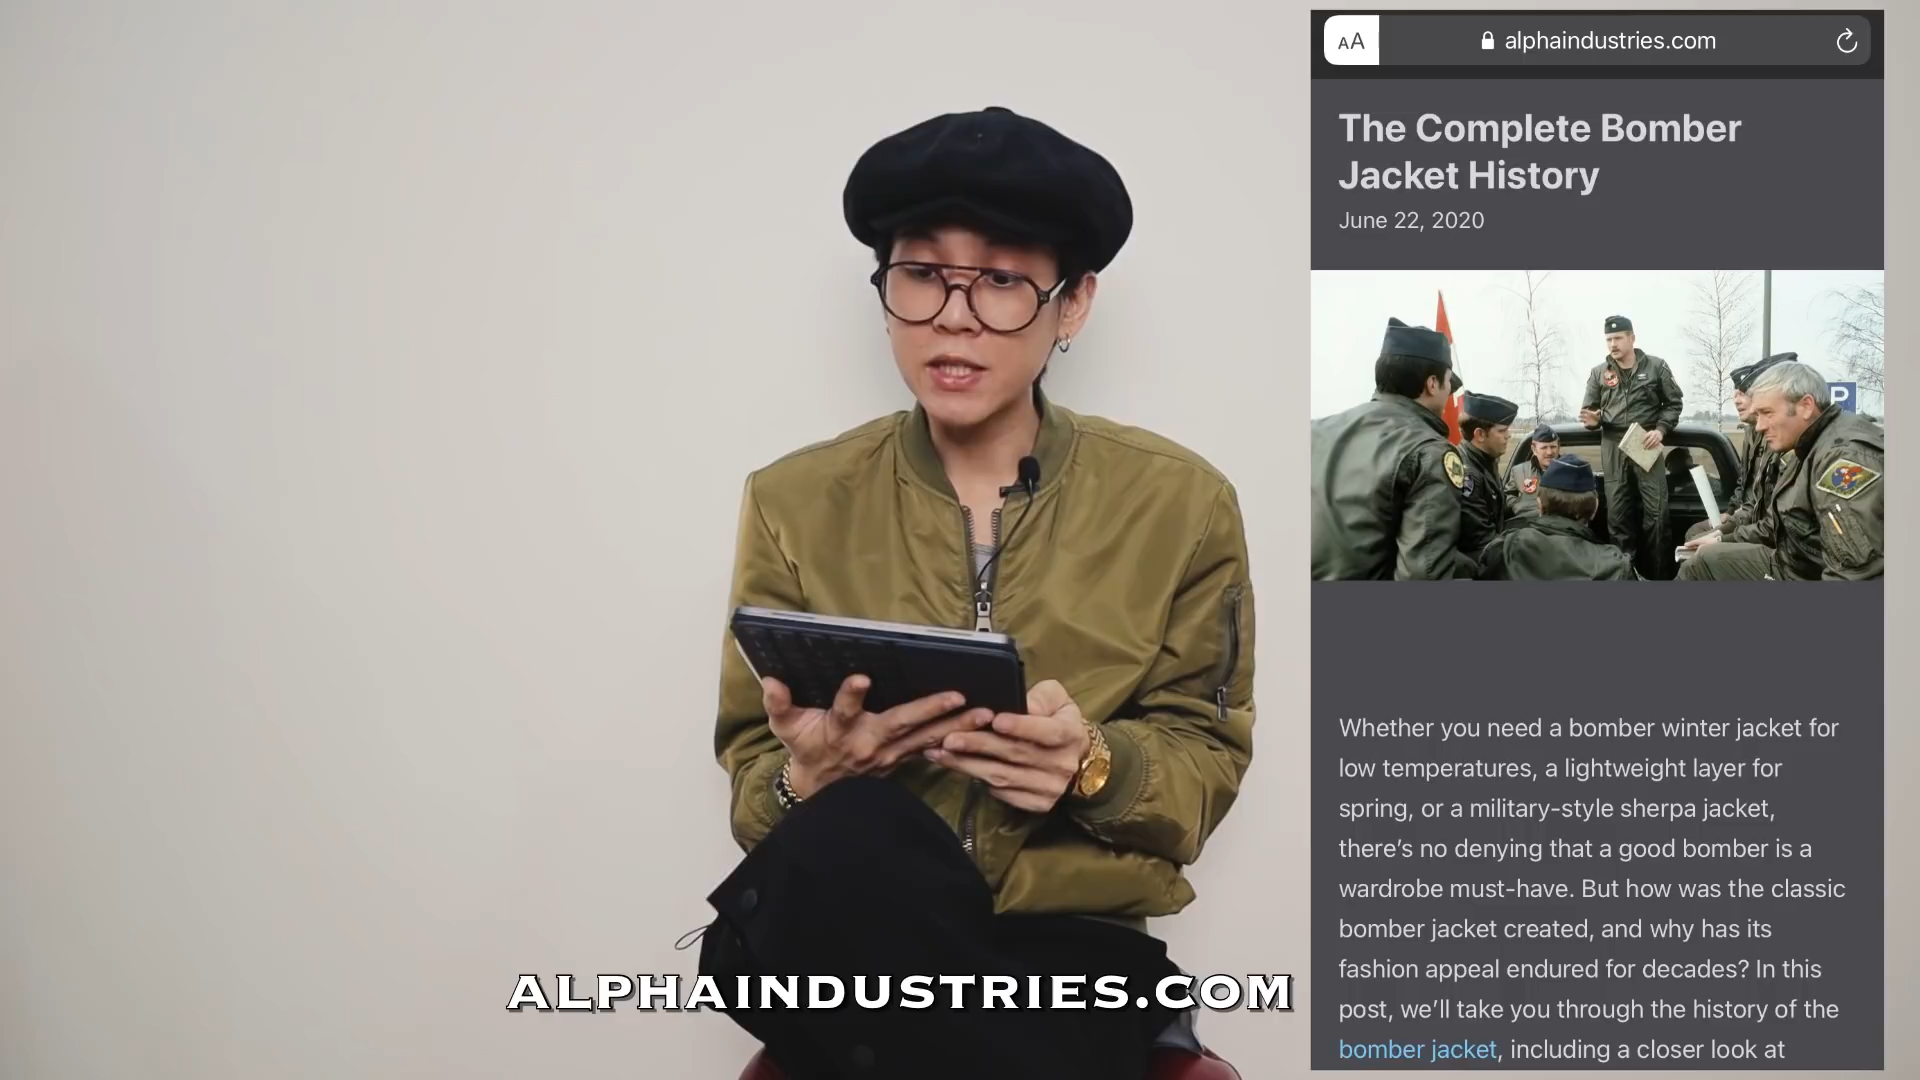 AA
alphaindustries.com
The Complete Bomber
Jacket History
June 22, 2020
P
Whether you need a bomber winter jacket for
low temperatures, a lightweight layer for
spring, or a military-style sherpa jacket,
there's no denying that a good bomber is a
wardrobe must-have. But how was the classic
bomber jacket created, and why has its
fashion appeal endured for decades? In this
post, we'll take you through the history of the
bomber jacket, including a closer look at
ALPHAINDUSTRIES.COM